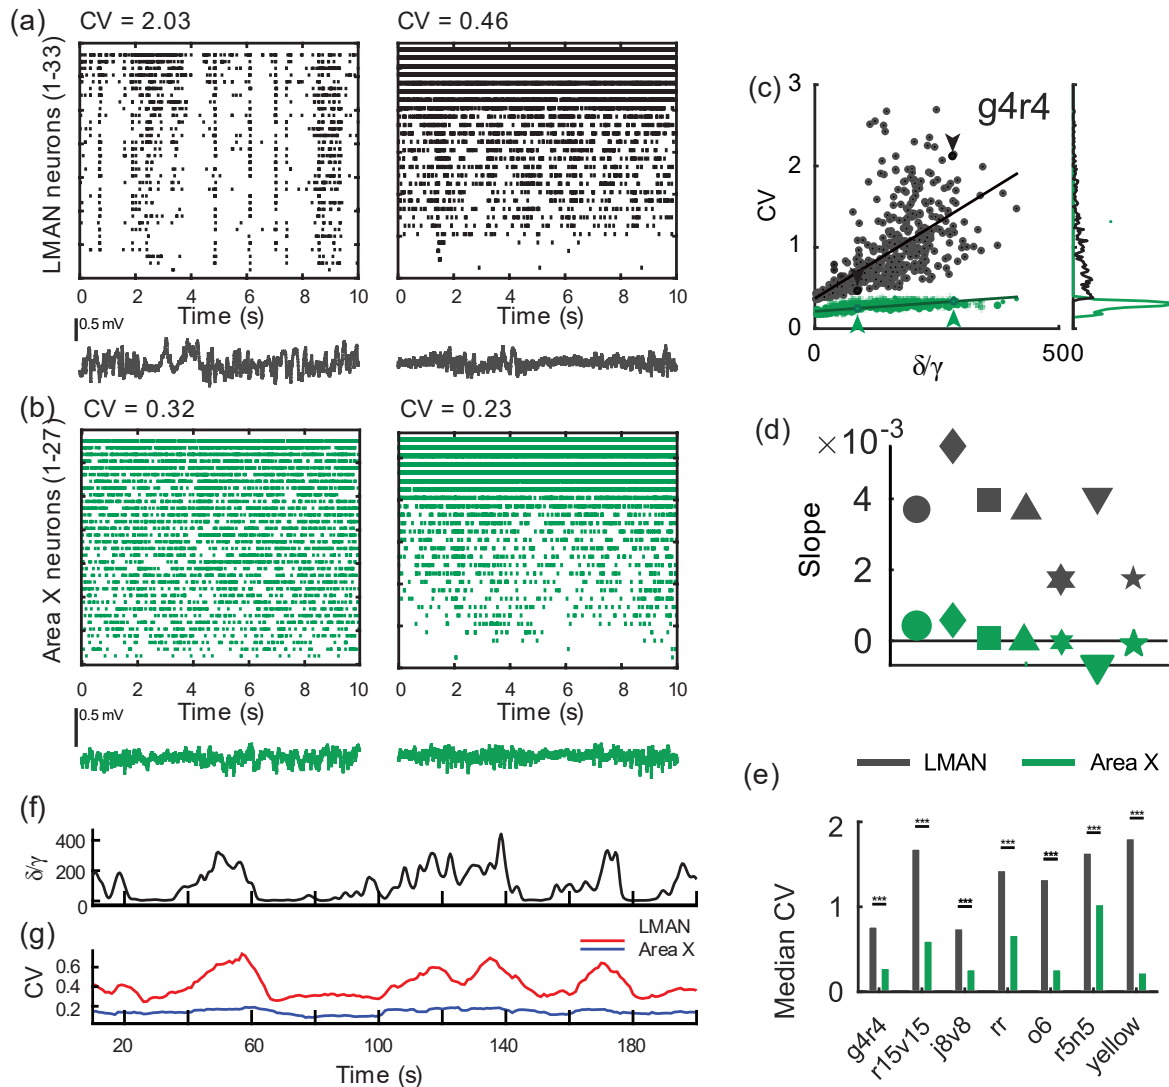 (a)
CV = 2.03
CV = 0.46
LMAN neurons (1-33)
0 2 4 6 8 10
0 2 4 6 8 10
Time (s)
Time (s)
0.5 mV
(b)
CV = 0.32
CV = 0.23
Area X neurons (1-27)
0 2 4 6 8 10
0 2 4 6 8 10
Time (s)
Time (s)
0.5 mV
(c)
g4r4
CV
3
2
1
0
0 500
δ/γ
(d)
× 10⁻³
Slope
4
2
0
LMAN Area X
(e)
Median CV
2
1
0
*** *** *** *** *** *** ***
g4r4
r15v15
j8v8
rr
o6
r5n5
yellow
(f)
δ/γ
400
200
0
(g)
LMAN
Area X
CV
0.6
0.2
20 60 100 140 180
Time (s)